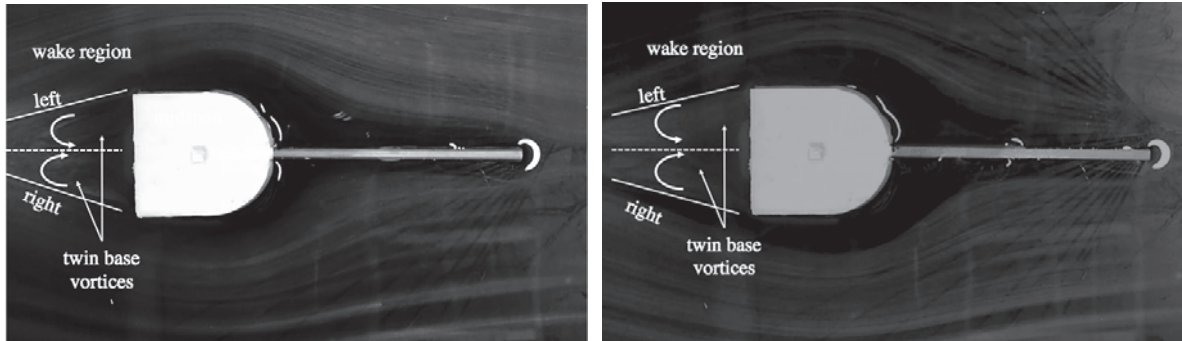 wake region
left
right
twin base
vortices
wake region
left
right
twin base
vortices